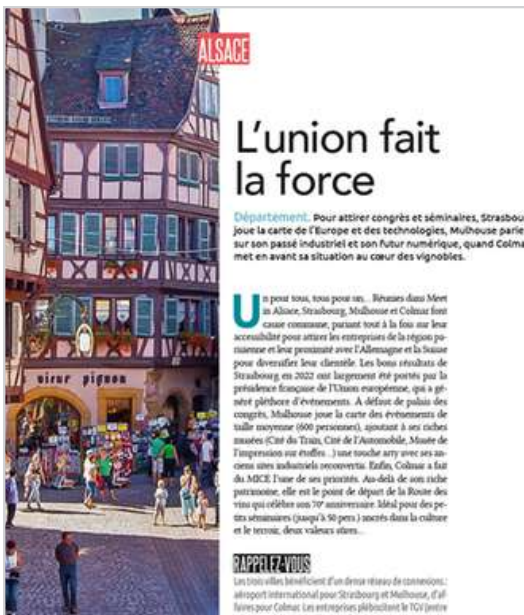 ALSACE
L'union fait
la force
Département. Pour attirer congrès et séminaires, Strasbou
joue la carte de l'Europe et des technologies, Mulhouse parie
sur son passé industriel et son futur numérique, quand Colma
met en avant sa situation au cœur des vignobles.
Un pour tous, tous pour un... Réunies dans Meet
in Alsace, Strasbourg, Mulhouse et Colmar font
cause commune, pariant tout à la fois sur leur
accessibilité pour attirer les entreprises de la région pa-
risienne et leur proximité avec l'Allemagne et la Suisse
pour diversifier leur clientèle. Les bons résultats de
Strasbourg en 2022 ont largement été portés par la
présidence française de l'Union européenne, qui a gé-
néré pléthore d'événements. A défaut de palais des
congrès, Mulhouse joue la carte des événements de
taille moyenne (600 personnes), ajoutant à ses riches
musées (Cité du Train, Cité de l'Automobile, Musée de
l'impression sur étoffes...) une touche arty avec ses an-
ciens sites industriels reconvertis. Enfin, Colmar a fait
du MICE l'une de ses priorités. Au-delà de son riche
patrimoine, elle est le point de départ de la Route des
vins qui célèbre son 70e anniversaire. Idéal pour des pe-
tits séminaires (jusqu'à 50 pers.) ancrés dans la culture
et le terroir, deux valeurs sûres...
RAPPELEZ-VOUS
Les trois villes bénéficient d'un dense réseau de connexions :
aéroport international pour Strasbourg et Mulhouse, d'af-
faires pour Colmar. Les entreprises plébiscitent le TGV (entre
vieux pignon